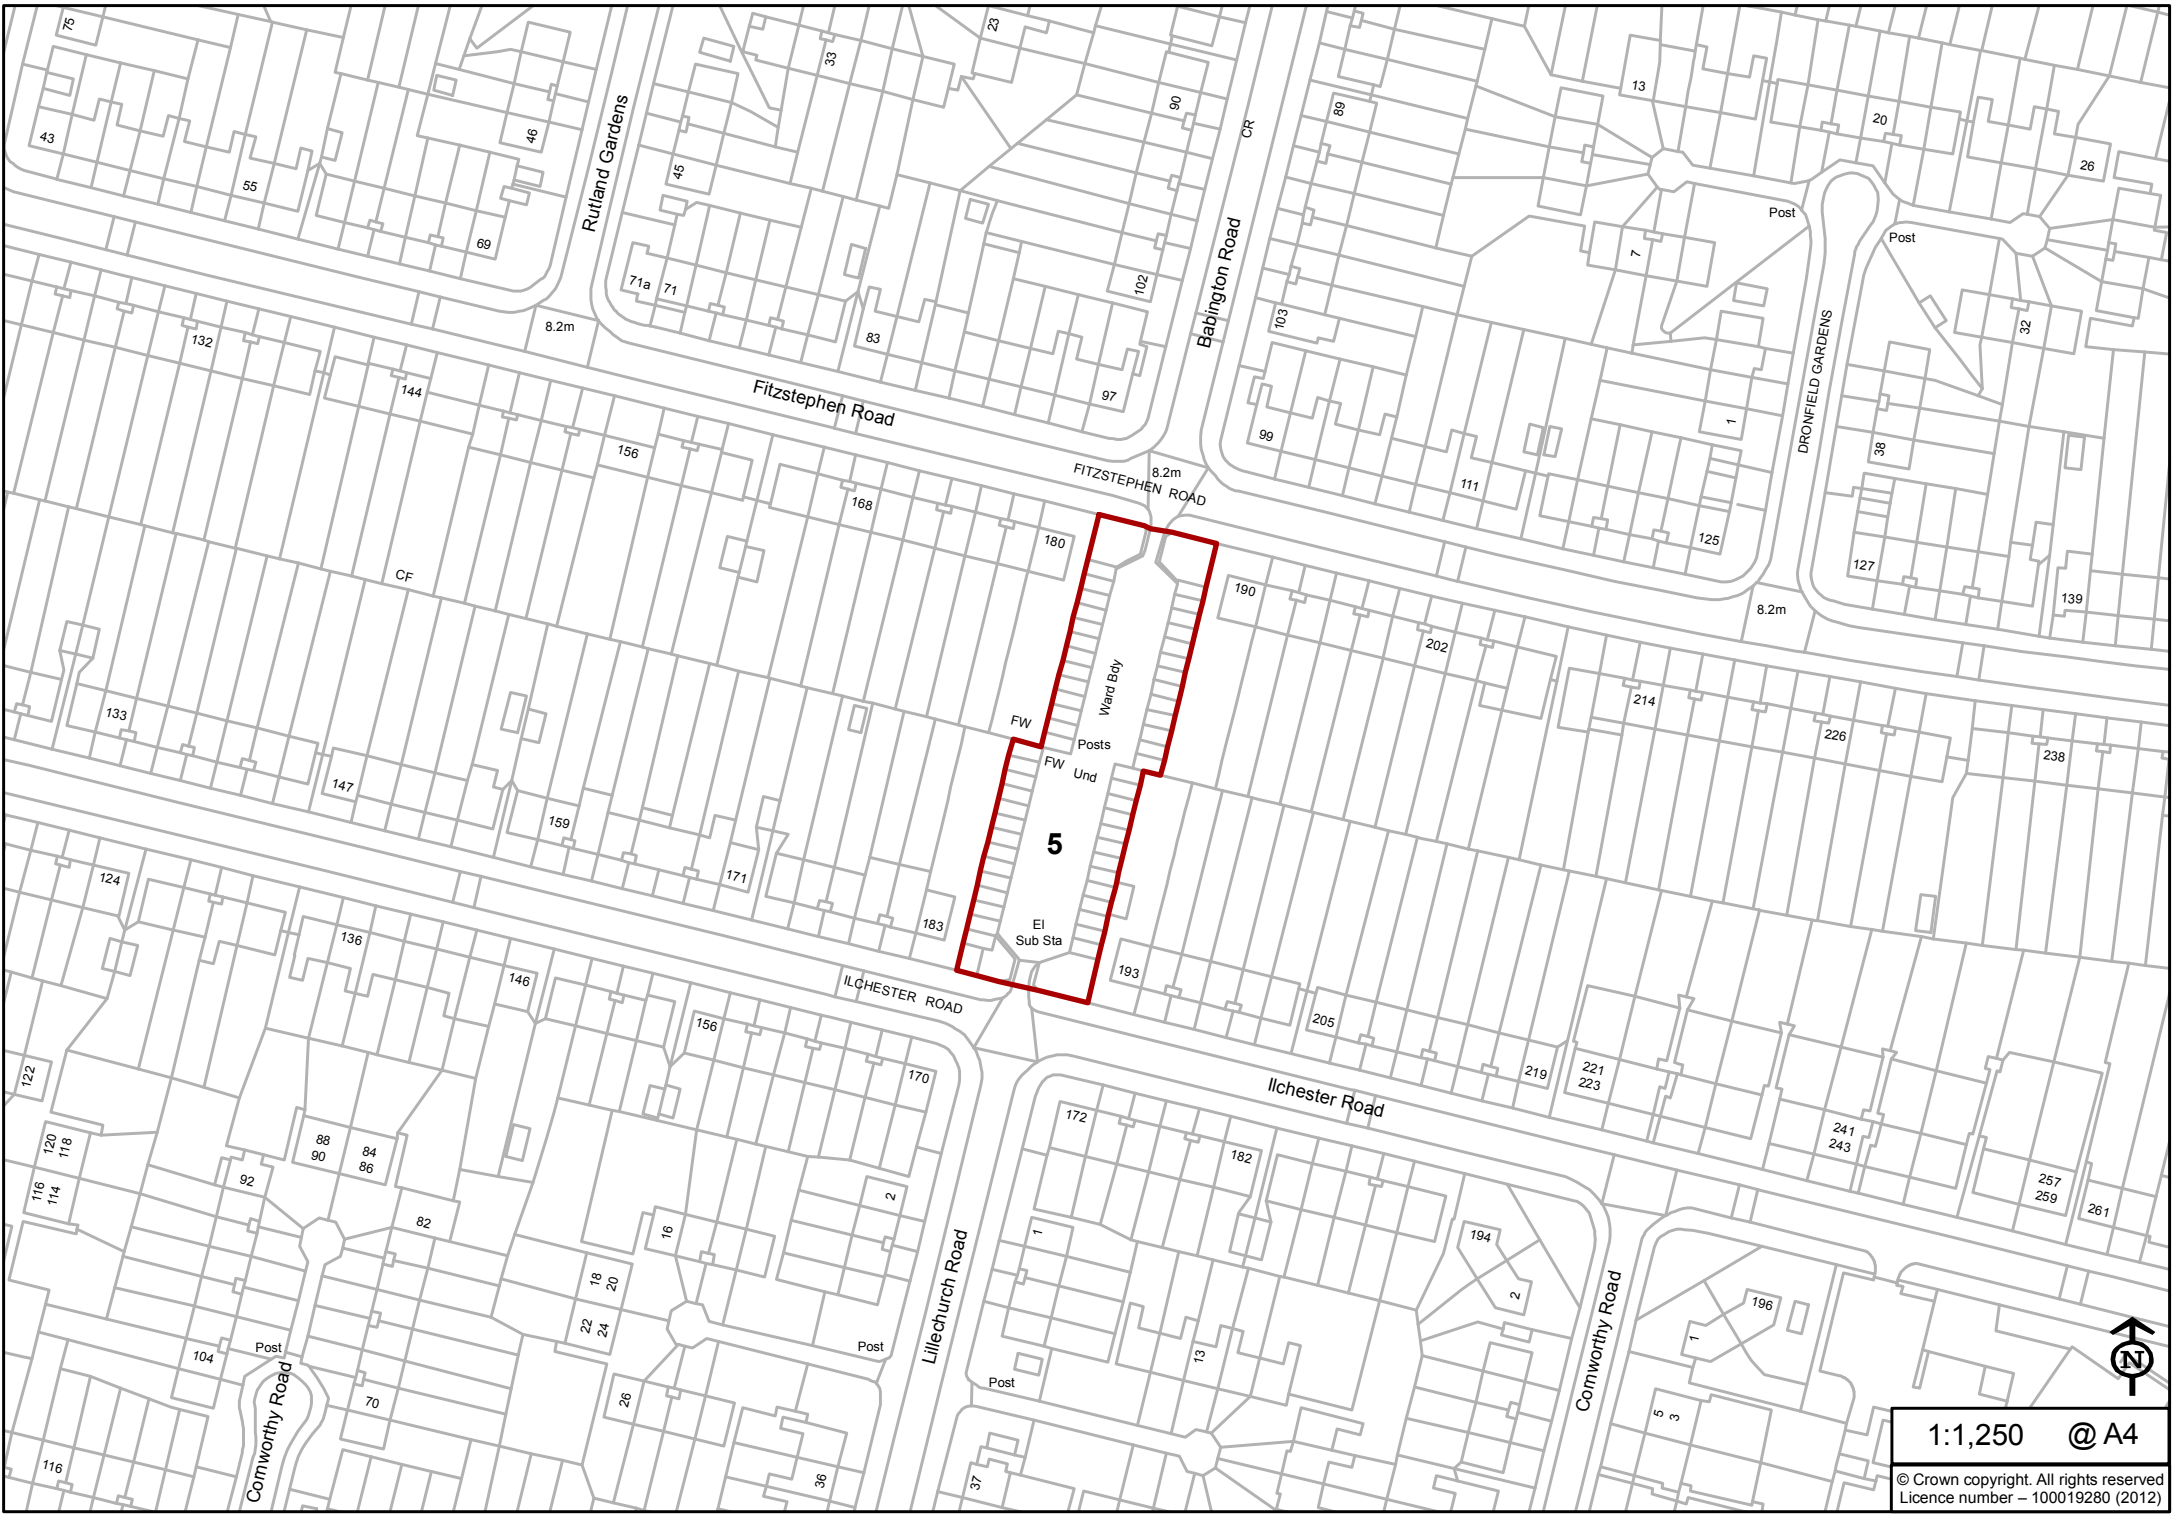 75
43
55
69
46
Rutland Gardens
45
33
23
71a
71
83
97
90
102
CR
Babington Road
89
103
99
111
125
13
20
26
Post
Post
7
1
DRONFIELD GARDENS
32
38
127
139
8.2m
132
144
156
168
180
Fitzstephen Road
FITZSTEPHEN ROAD
8.2m
8.2m
190
202
214
226
238
CF
133
147
159
171
183
FW
Ward Bdy
Posts
FW
Und
5
El
Sub Sta
193
205
219
221
223
241
243
257
259
261
124
136
146
156
170
ILCHESTER ROAD
Ilchester Road
122
120
118
116
114
88
90
84
86
92
82
104
Post
Cornworthy Road
70
116
16
18
20
22
24
26
36
2
Post
Lillechurch Road
172
182
1
13
Post
37
194
2
Cornworthy Road
196
1
5
3
N
1:1,250 @ A4
© Crown copyright. All rights reserved
Licence number – 100019280 (2012)